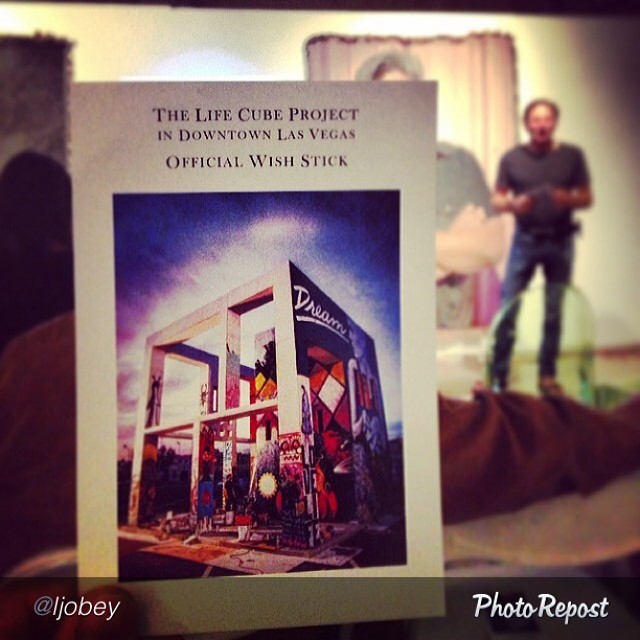 THE LIFE CUBE PROJECT
IN DOWNTOWN LAS VEGAS
OFFICIAL WISH STICK
Dream
@ljobey
PhotoRepost